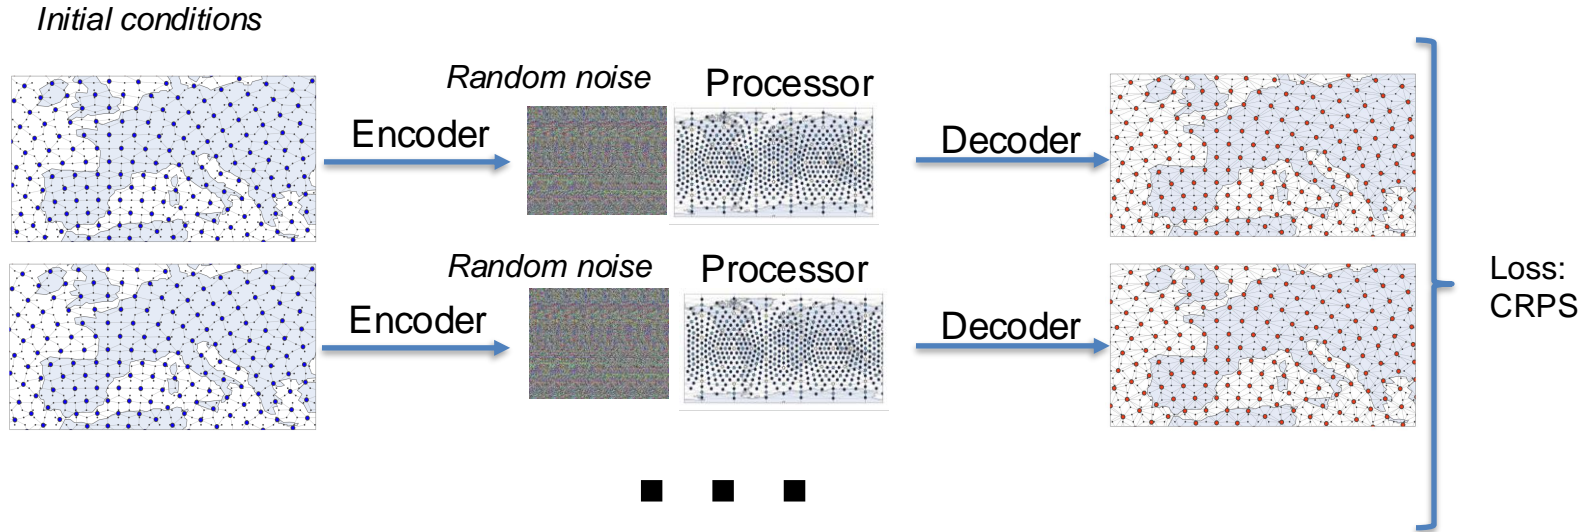 Initial conditions
Random noise
Processor
Encoder
Decoder
Random noise
Processor
Encoder
Decoder
Loss:
CRPS